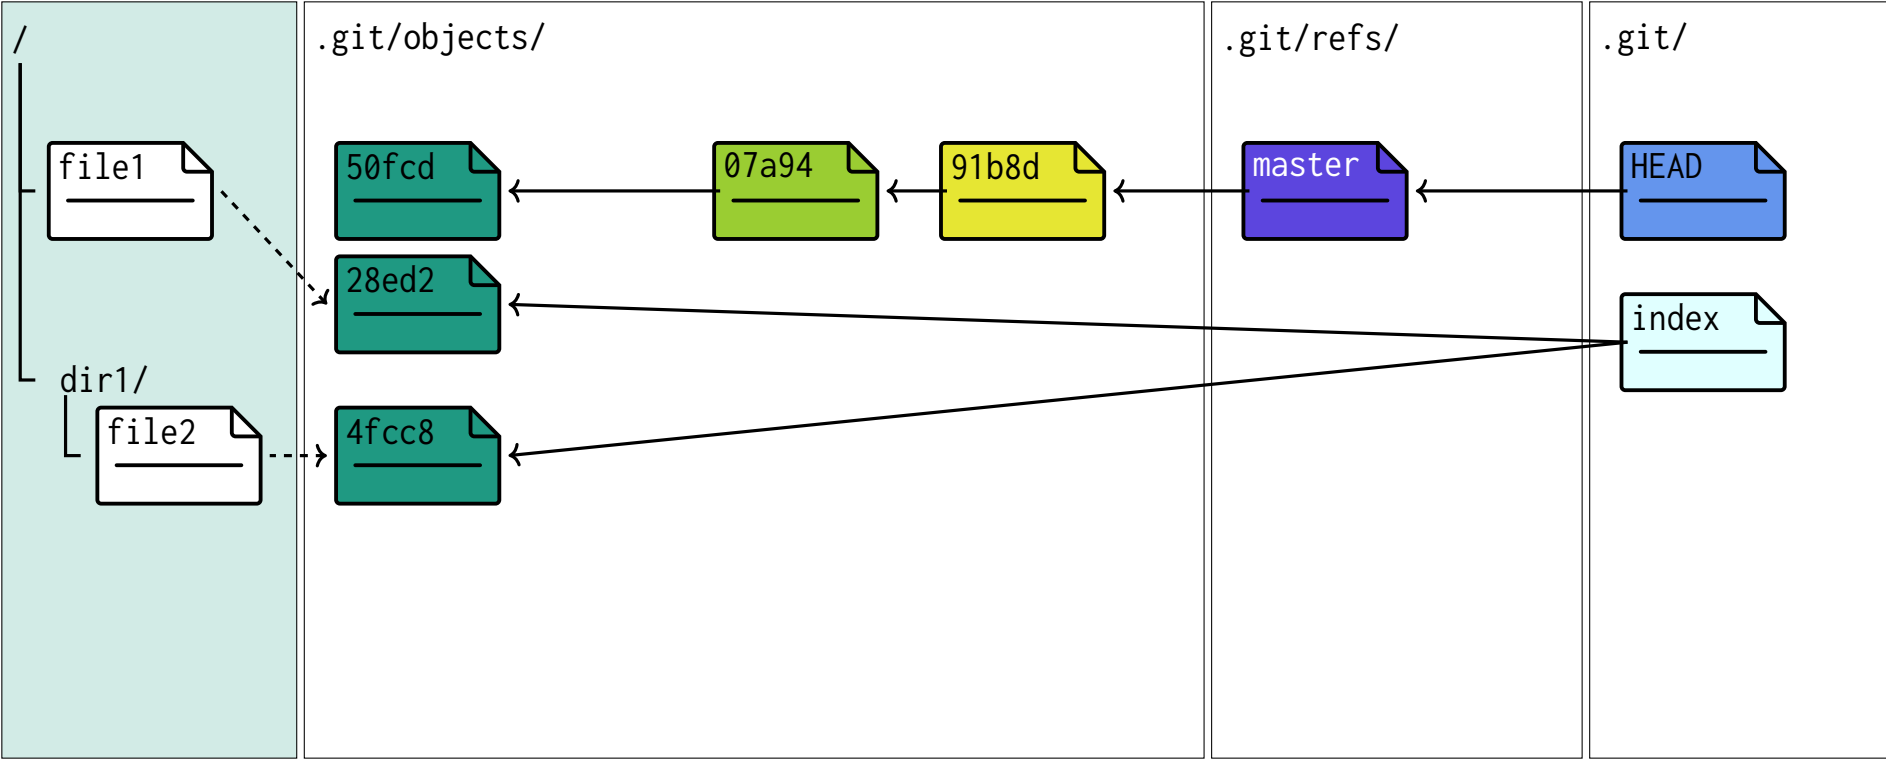 /
.git/objects/
.git/refs/
.git/
file1
50fcd
07a94
91b8d
master
HEAD
28ed2
index
dir1/
file2
4fcc8